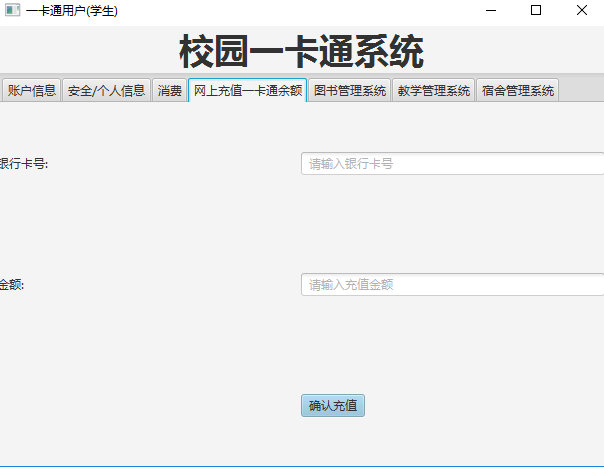 一卡通用户(学生)
校园一卡通系统
账户信息 安全/个人信息 消费 网上充值一卡通余额 图书管理系统 教学管理系统 宿舍管理系统
银行卡号: 请输入银行卡号
金额: 请输入充值金额
确认充值